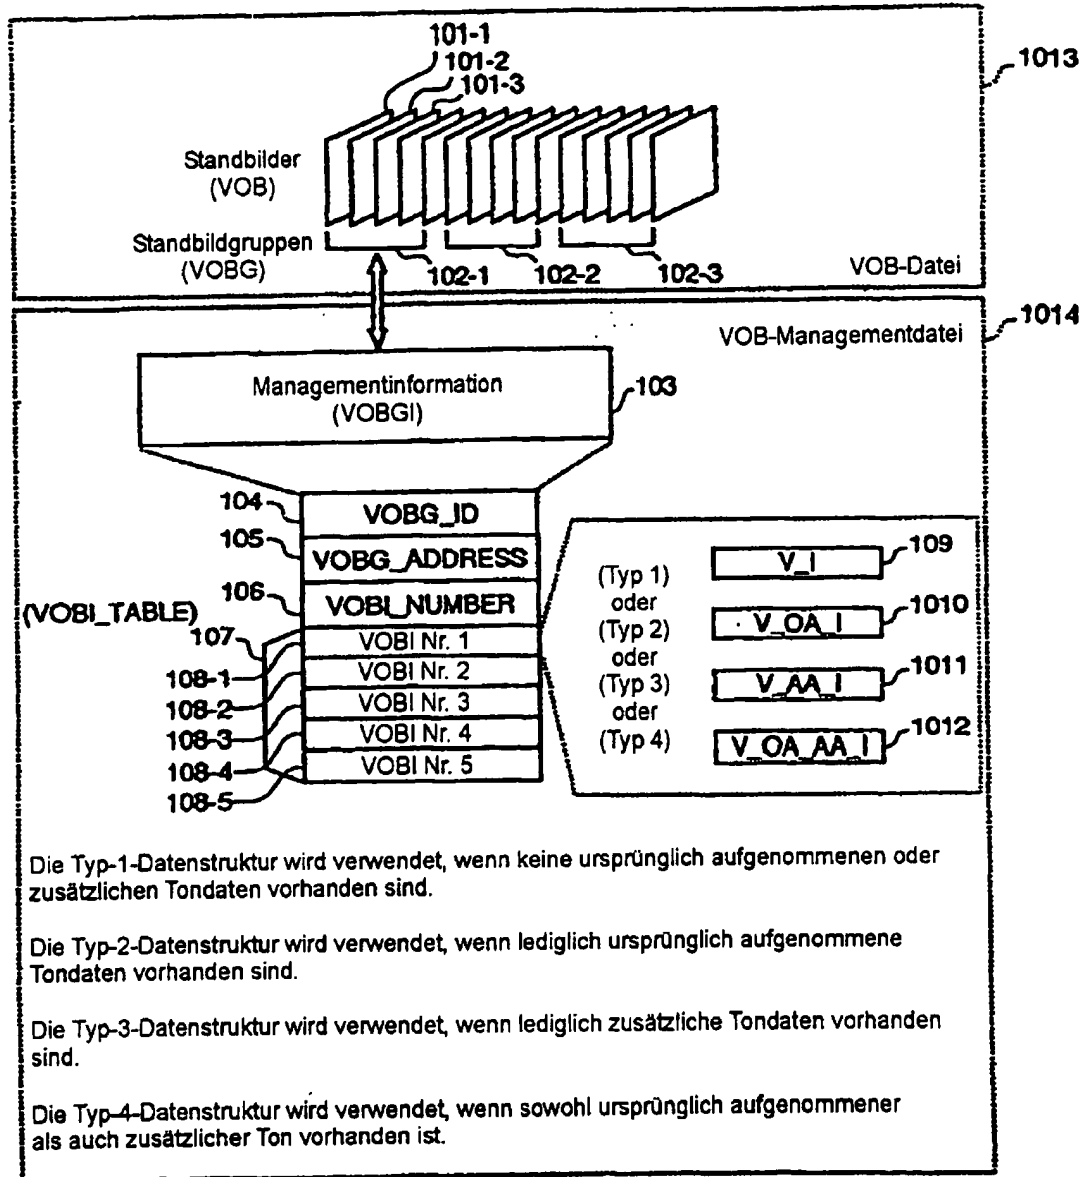 101-1
101-2
101-3
1013
Standbilder
(VOB)
Standbildgruppen
(VOBG)
102-1
102-2
102-3
VOB-Datei
1014
VOB-Managementdatei
Managementinformation
(VOBGI)
103
104
VOBG_ID
105
VOBG_ADDRESS
106
VOBI_NUMBER
(VOBI_TABLE)
107
VOBI Nr. 1
108-1
VOBI Nr. 2
108-2
VOBI Nr. 3
108-3
VOBI Nr. 4
108-4
VOBI Nr. 5
108-5
(Typ 1)
oder
(Typ 2)
oder
(Typ 3)
oder
(Typ 4)
V_I
109
V_OA_I
1010
V_AA_I
1011
V_OA_AA_I
1012
Die Typ-1-Datenstruktur wird verwendet, wenn keine ursprünglich aufgenommenen oder
zusätzlichen Tondaten vorhanden sind.
Die Typ-2-Datenstruktur wird verwendet, wenn lediglich ursprünglich aufgenommene
Tondaten vorhanden sind.
Die Typ-3-Datenstruktur wird verwendet, wenn lediglich zusätzliche Tondaten vorhanden
sind.
Die Typ-4-Datenstruktur wird verwendet, wenn sowohl ursprünglich aufgenommener
als auch zusätzlicher Ton vorhanden ist.